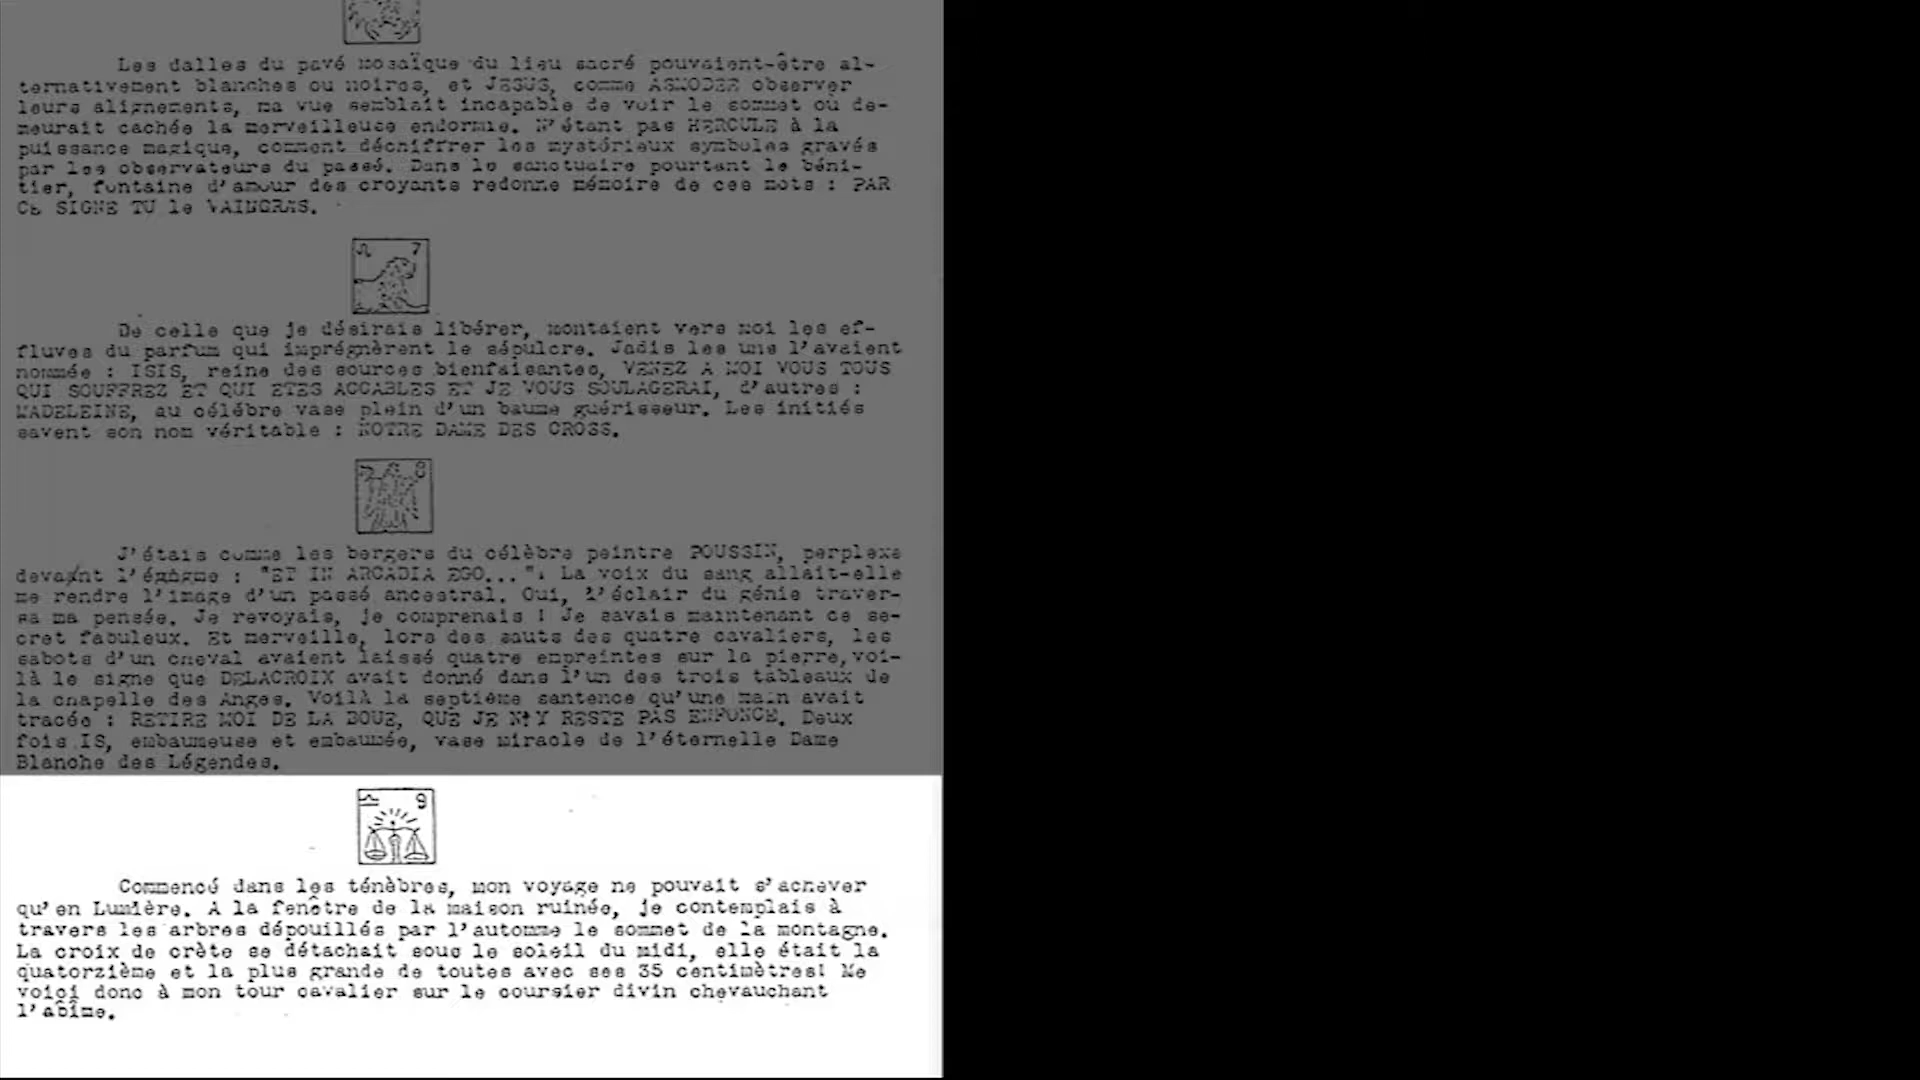 Les dalles du pavé mosaïque du lieu sacré pouvaient-être al-
ternativement blanches ou noires, et JESUS, comme ASMODEE observer
leurs alignements, ma vue semblait incapable de voir le sommet où de-
meurait cachée la merveilleuse endormie. N'étant pas HERCULE à la
puissance magique, comment déchiffrer les mystérieux symboles gravés
par les observateurs du passé. Dans le sanctuaire pourtant le béni-
tier, fontaine d'amour des croyants redonne mémoire de ces mots : PAR
CE SIGNE TU le VAINCRAS.
7
De celle que je désirais libérer, montaient vers moi les ef-
fluves du parfum qui imprégnèrent le sépulcre. Jadis les uns l'avaient
nommée : ISIS, reine des sources bienfaisantes, VENEZ A MOI VOUS TOUS
QUI SOUFFREZ ET QUI ETES ACCABLES ET JE VOUS SOULAGERAI, d'autres :
MADELEINE, au célébre vase plein d'un baume guérisseur. Les initiés
savent son nom véritable : NOTRE DAME DES CROSS.
8
J'étais comme les bergers du célèbre peintre POUSSIN, perplexe
devant l'énigme : "ET IN ARCADIA EGO...". La voix du sang allait-elle
me rendre l'image d'un passé ancestral. Oui, l'éclair du génie traver-
sa ma pensée. Je revoyais, je comprenais ! Je savais maintenant ce se-
cret fabuleux. Et merveille, lors des sauts des quatre cavaliers, les
sabots d'un cheval avaient laissé quatre empreintes sur la pierre, voi-
là le signe que DELACROIX avait donné dans l'un des trois tableaux de
la chapelle des Anges. Voilà la septième sentence qu'une main avait
tracée : RETIRE MOI DE LA BOUE, QUE JE N'Y RESTE PAS ENFONCE. Deux
fois IS, embaumeuse et embaumée, vase miracle de l'éternelle Dame
Blanche des Légendes.
9
Commencé dans les ténèbres, mon voyage ne pouvait s'achever
qu'en Lumière. A la fenêtre de la maison ruinée, je contemplais à
travers les arbres dépouillés par l'automne le sommet de la montagne.
La croix de crète se détachait sous le soleil du midi, elle était la
quatorzième et la plus grande de toutes avec ses 35 centimètres! Me
voici donc à mon tour cavalier sur le coursier divin chevauchant
l'abîme.